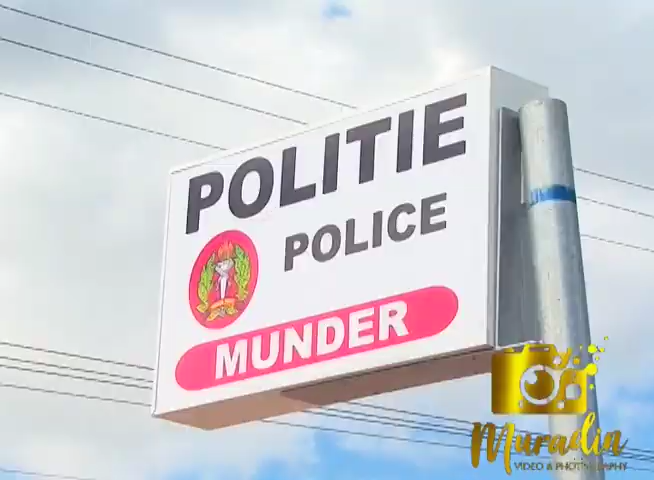 POLITIE
POLICE
MUNDER
Muradin
VIDEO & PHOTOGRAPHY